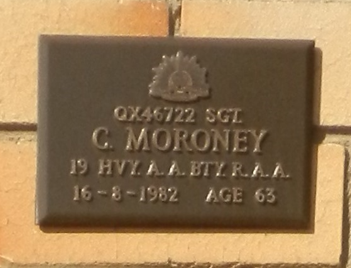 QX46722 SGT.
C. MORONEY
19 HVY. A. A. BTY. R. A. A.
16-8-1982 AGE 63